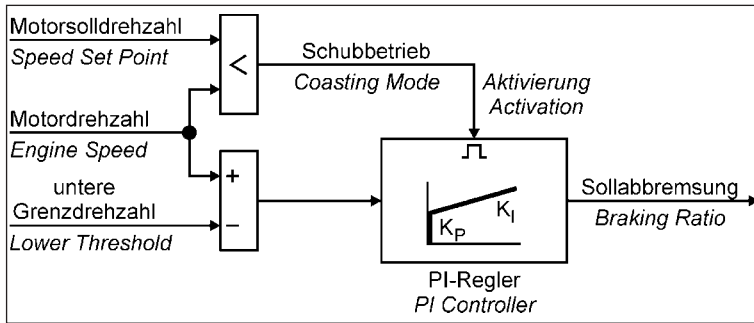 Motorsolldrehzahl
Speed Set Point
<
Schubbetrieb
Coasting Mode
Aktivierung
Activation
Motordrehzahl
Engine Speed
+
untere
Grenzdrehzahl
Lower Threshold
−
K_P
K_I
Sollabbremsung
Braking Ratio
PI-Regler
PI Controller